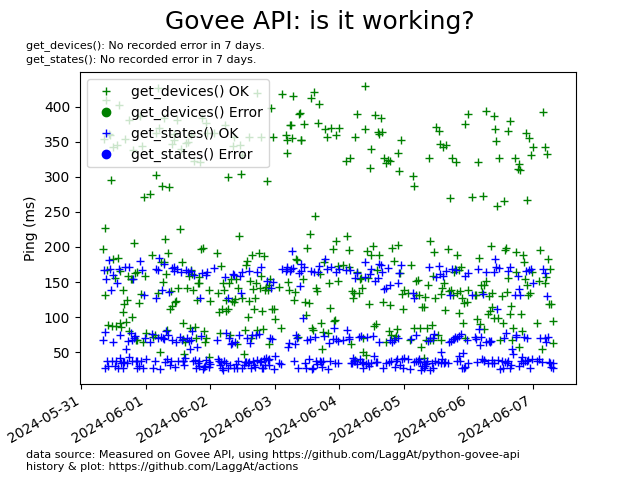 Govee API: is it working?
get_devices(): No recorded error in 7 days.
get_states(): No recorded error in 7 days.
get_devices() OK
get_devices() Error
get_states() OK
get_states() Error
Ping (ms)
400
350
300
250
200
150
100
50
2024-05-31
2024-06-01
2024-06-02
2024-06-03
2024-06-04
2024-06-05
2024-06-06
2024-06-07
data source: Measured on Govee API, using https://github.com/LaggAt/python-govee-api
history & plot: https://github.com/LaggAt/actions